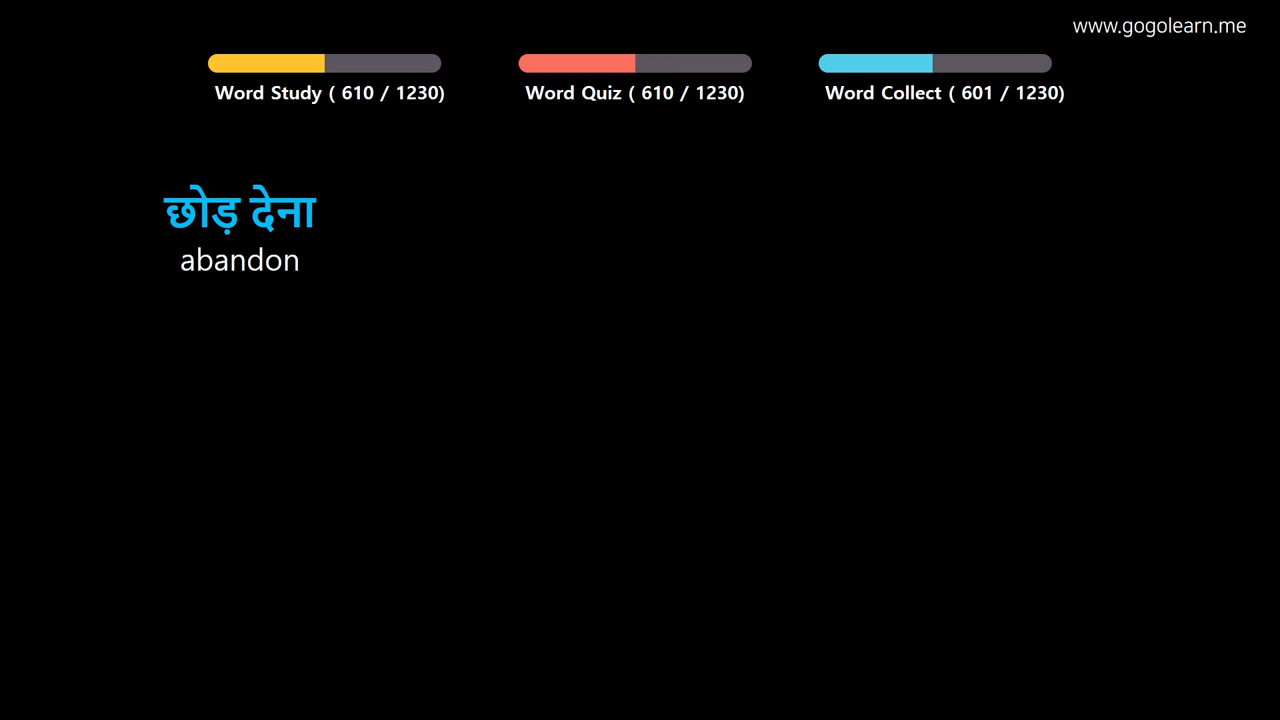 www.gogolearn.me
Word Study ( 610 / 1230)
Word Quiz ( 610 / 1230)
Word Collect ( 601 / 1230)
छोड़ देना
abandon